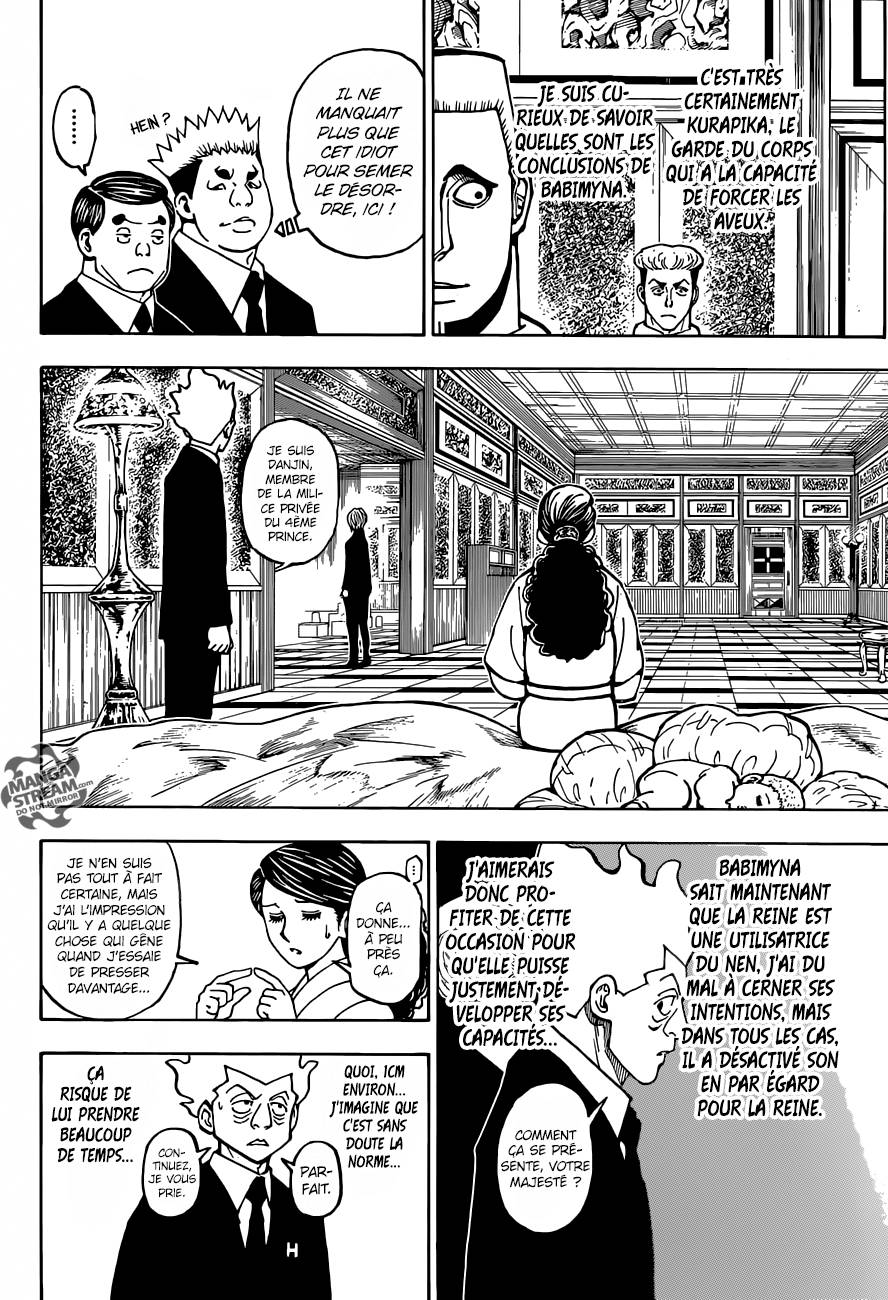 C'EST TRÈS
CERTAINEMENT
KURAPIKA, LE
GARDE DU CORPS
QUI A LA CAPACITÉ
DE FORCER LES
AVEUX.
JE SUIS CU-
RIEUX DE SAVOIR
QUELLES SONT LES
CONCLUSIONS DE
BABIMYNA.
IL NE
MANQUAIT
PLUS QUE
CET IDIOT
POUR SEMER
LE DÉSOR-
DRE, ICI !
HEIN ?
......
JE SUIS
DANJIN,
MEMBRE
DE LA MILI-
CE PRIVÉE
DU 4ÈME
PRINCE.
MANGA
STREAM.com
DO NOT MIRROR
BABIMYNA
SAIT MAINTENANT
QUE LA REINE EST
UNE UTILISATRICE
DU NEN, J'AI DU
MAL À CERNER SES
INTENTIONS, MAIS
DANS TOUS LES CAS,
IL A DÉSACTIVÉ SON
EN PAR ÉGARD
POUR LA REINE.
J'AIMERAIS
DONC PRO-
FITER DE CETTE
OCCASION POUR
QU'ELLE PUISSE
JUSTEMENT DÉ-
VELOPPER SES
CAPACITÉS...
COMMENT
ÇA SE PRÉ-
SENTE, VOTRE
MAJESTÉ ?
...
ÇA
DONNE...
À PEU
PRÈS
ÇA.
JE N'EN SUIS
PAS TOUT À FAIT
CERTAINE, MAIS
J'AI L'IMPRESSION
QU'IL Y A QUELQUE
CHOSE QUI GÊNE
QUAND J'ESSAIE
DE PRESSER
DAVANTAGE...
QUOI, 1CM
ENVIRON...
J'IMAGINE QUE
C'EST SANS
DOUTE LA
NORME...
PAR-
FAIT.
ÇA
RISQUE DE
LUI PRENDRE
BEAUCOUP
DE TEMPS...
CON-
TINUEZ,
JE VOUS
PRIE.
H